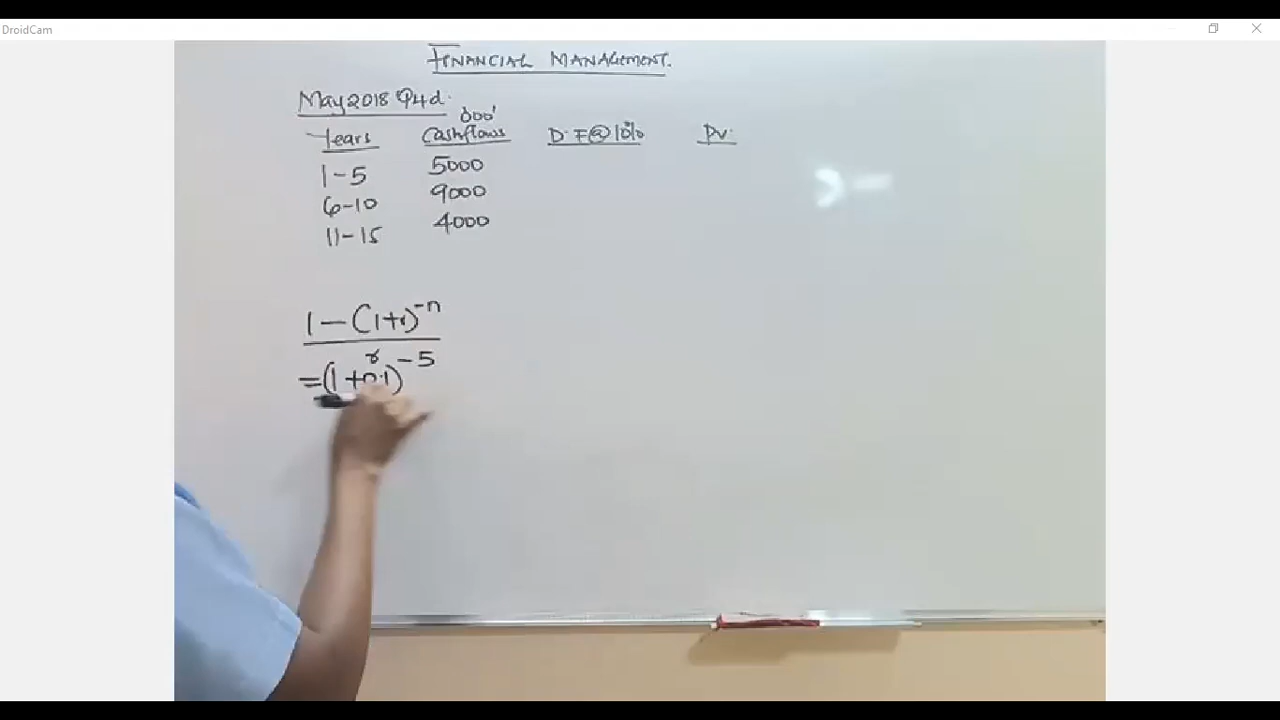 DroidCam
FINANCIAL MANAGEMENT.
May 2018 Q4d.
000'
Years Cashflows D.F@10% Pv.
1-5 5000
6-10 9000
11-15 4000
1-(1+r)^-n
r
=(1+0.1)^-5